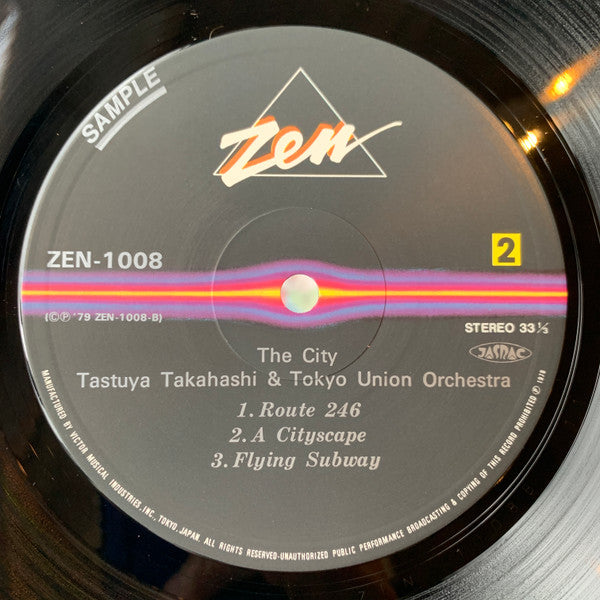 SAMPLE
Zen
ZEN-1008
2
(©℗ '79 ZEN-1008-B)
STEREO 33⅓
JASRAC
The City
Tastuya Takahashi & Tokyo Union Orchestra
1. Route 246
2. A Cityscape
3. Flying Subway
MANUFACTURED BY VICTOR MUSICAL INDUSTRIES, INC., TOKYO, JAPAN. ALL RIGHTS RESERVED-UNAUTHORIZED PUBLIC PERFORMANCE BROADCASTING & COPYING OF THIS RECORD PROHIBITED ℗ 1979